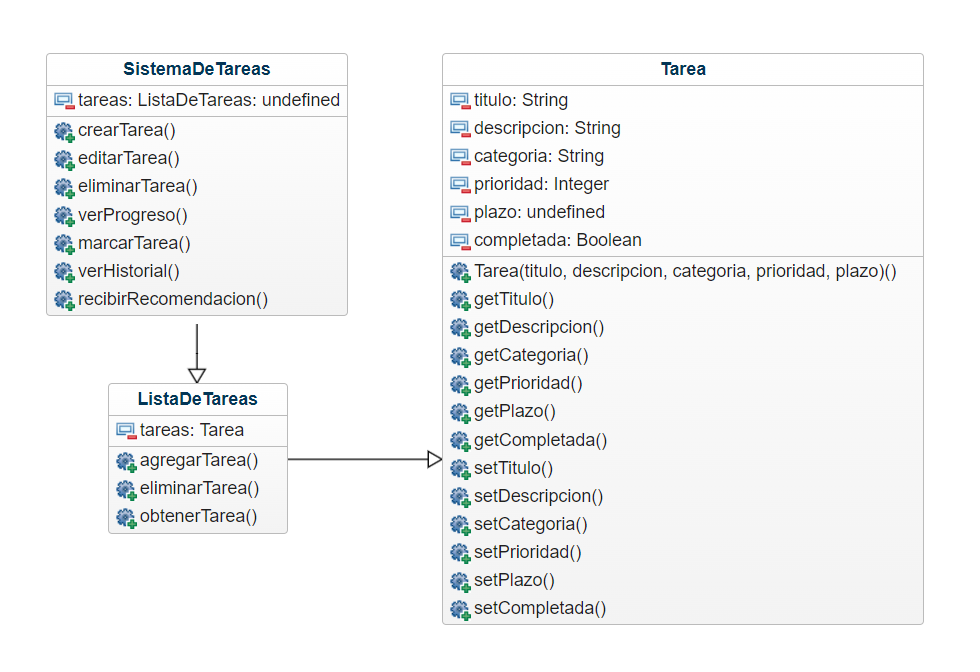 SistemaDeTareas
tareas: ListaDeTareas: undefined
crearTarea()
editarTarea()
eliminarTarea()
verProgreso()
marcarTarea()
verHistorial()
recibirRecomendacion()
ListaDeTareas
tareas: Tarea
agregarTarea()
eliminarTarea()
obtenerTarea()
Tarea
titulo: String
descripcion: String
categoria: String
prioridad: Integer
plazo: undefined
completada: Boolean
Tarea(titulo, descripcion, categoria, prioridad, plazo)()
getTitulo()
getDescripcion()
getCategoria()
getPrioridad()
getPlazo()
getCompletada()
setTitulo()
setDescripcion()
setCategoria()
setPrioridad()
setPlazo()
setCompletada()